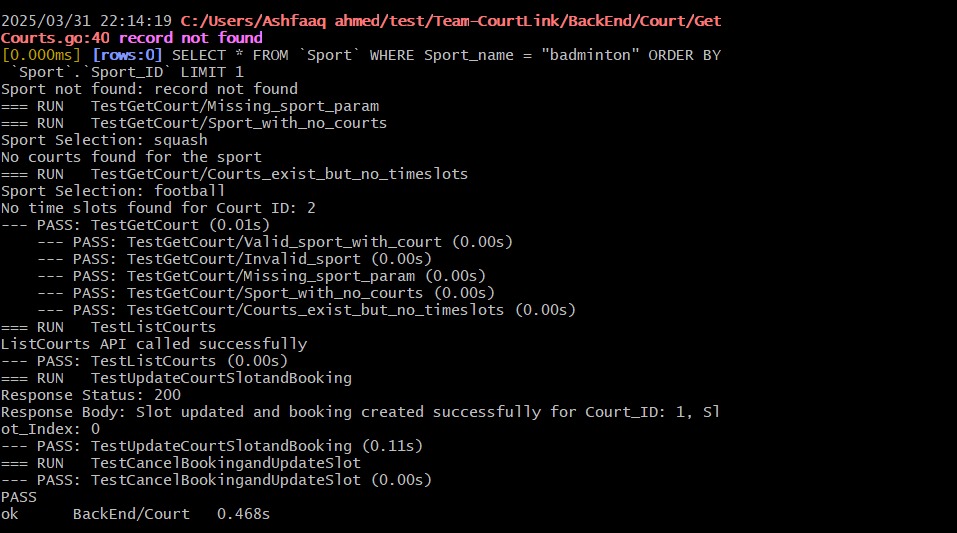 2025/03/31 22:14:19 C:/Users/Ashfaaq ahmed/test/Team-CourtLink/BackEnd/Court/Get
Courts.go:40 record not found
[0.000ms] [rows:0] SELECT * FROM `Sport` WHERE Sport_name = "badminton" ORDER BY
 `Sport`.`Sport_ID` LIMIT 1
Sport not found: record not found
=== RUN   TestGetCourt/Missing_sport_param
=== RUN   TestGetCourt/Sport_with_no_courts
Sport Selection: squash
No courts found for the sport
=== RUN   TestGetCourt/Courts_exist_but_no_timeslots
Sport Selection: football
No time slots found for Court ID: 2
--- PASS: TestGetCourt (0.01s)
    --- PASS: TestGetCourt/Valid_sport_with_court (0.00s)
    --- PASS: TestGetCourt/Invalid_sport (0.00s)
    --- PASS: TestGetCourt/Missing_sport_param (0.00s)
    --- PASS: TestGetCourt/Sport_with_no_courts (0.00s)
    --- PASS: TestGetCourt/Courts_exist_but_no_timeslots (0.00s)
=== RUN   TestListCourts
ListCourts API called successfully
--- PASS: TestListCourts (0.00s)
=== RUN   TestUpdateCourtSlotandBooking
Response Status: 200
Response Body: Slot updated and booking created successfully for Court_ID: 1, Sl
ot_Index: 0
--- PASS: TestUpdateCourtSlotandBooking (0.11s)
=== RUN   TestCancelBookingandUpdateSlot
--- PASS: TestCancelBookingandUpdateSlot (0.00s)
PASS
ok      BackEnd/Court   0.468s